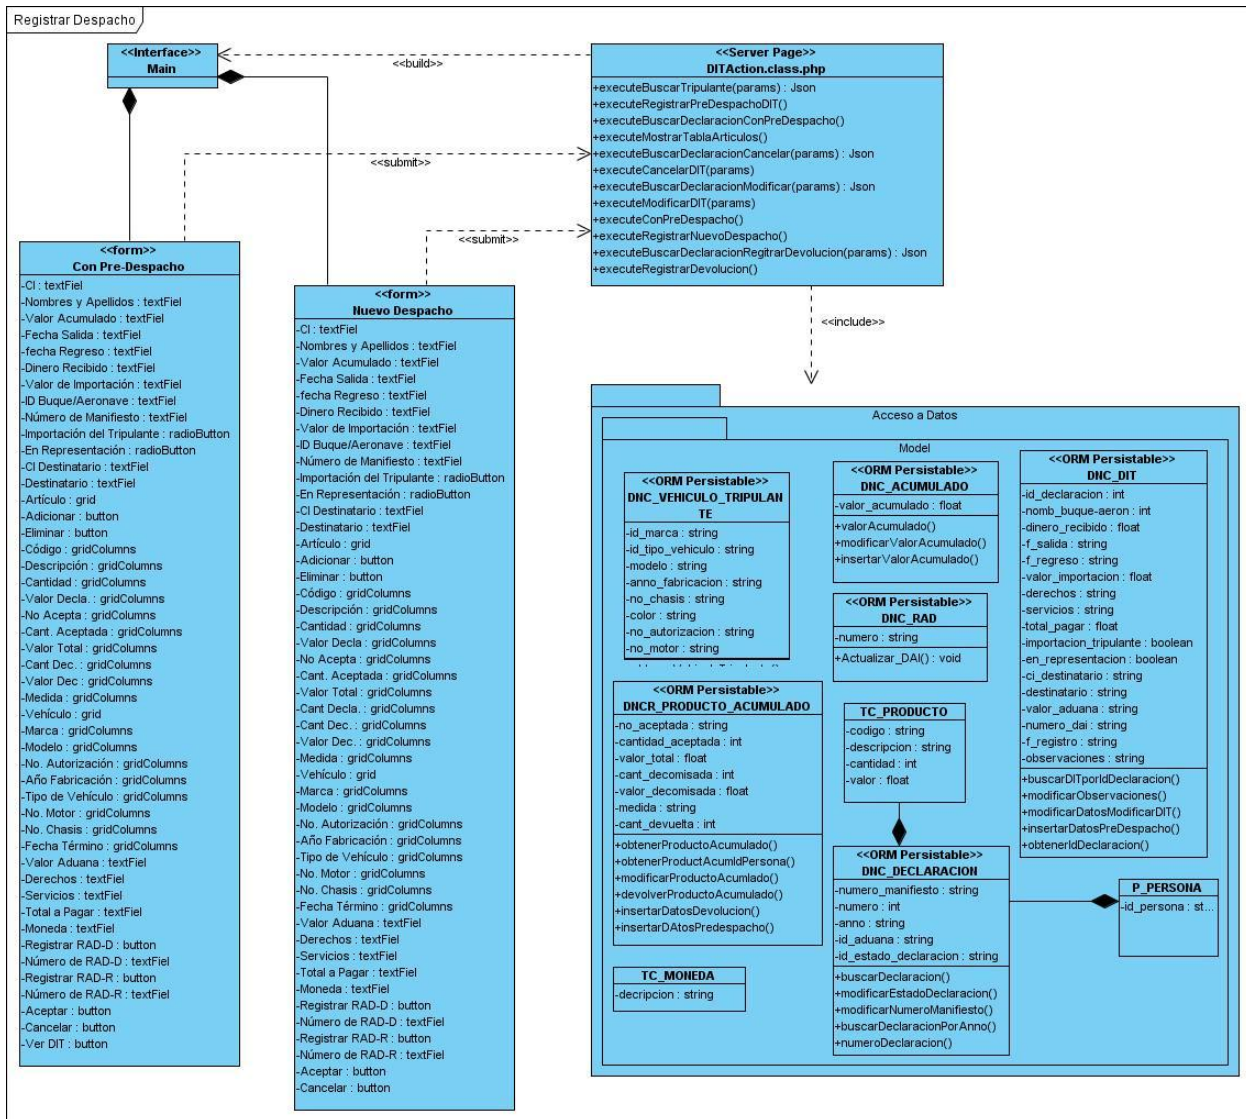 Registrar Despacho
<<Interface>>
Main
<<build>>
<<Server Page>>
DITAction.class.php
+executeBuscarTripulante(params) : Json
+executeRegistrarPreDespachoDIT()
+executeBuscarDeclaracionConPreDespacho()
+executeMostrarTablaArticulos()
+executeBuscarDeclaracionCancelar(params) : Json
+executeCancelarDIT(params)
+executeBuscarDeclaracionModificar(params) : Json
+executeModificarDIT(params)
+executeConPreDespacho()
+executeRegistrarNuevoDespacho()
+executeBuscarDeclaracionRegitrarDevolucion(params) : Json
+executeRegistrarDevolucion()
<<submit>>
<<submit>>
<<include>>
<<form>>
Con Pre-Despacho
-CI : textFiel
-Nombres y Apellidos : textFiel
-Valor Acumulado : textFiel
-Fecha Salida : textFiel
-fecha Regreso : textFiel
-Dinero Recibido : textFiel
-Valor de Importación : textFiel
-ID Buque/Aeronave : textFiel
-Número de Manifiesto : textFiel
-Importación del Tripulante : radioButton
-En Representación : radioButton
-CI Destinatario : textFiel
-Destinatario : textFiel
-Artículo : grid
-Adicionar : button
-Eliminar : button
-Código : gridColumns
-Descripción : gridColumns
-Cantidad : gridColumns
-Valor Decla. : gridColumns
-No Acepta : gridColumns
-Cant. Aceptada : gridColumns
-Valor Total : gridColumns
-Cant Dec. : gridColumns
-Valor Dec : gridColumns
-Medida : gridColumns
-Vehículo : grid
-Marca : gridColumns
-Modelo : gridColumns
-No. Autorización : gridColumns
-Año Fabricación : gridColumns
-Tipo de Vehículo : gridColumns
-No. Motor : gridColumns
-No. Chasis : gridColumns
-Fecha Término : gridColumns
-Valor Aduana : textFiel
-Derechos : textFiel
-Servicios : textFiel
-Total a Pagar : textFiel
-Moneda : textFiel
-Registrar RAD-D : button
-Número de RAD-D : textFiel
-Registrar RAD-R : button
-Número de RAD-R : textFiel
-Aceptar : button
-Cancelar : button
-Ver DIT : button
<<form>>
Nuevo Despacho
-CI : textFiel
-Nombres y Apellidos : textFiel
-Valor Acumulado : textFiel
-Fecha Salida : textFiel
-fecha Regreso : textFiel
-Dinero Recibido : textFiel
-Valor de Importación : textFiel
-ID Buque/Aeronave : textFiel
-Número de Manifiesto : textFiel
-Importación del Tripulante : radioButton
-En Representación : radioButton
-CI Destinatario : textFiel
-Destinatario : textFiel
-Artículo : grid
-Adicionar : button
-Eliminar : button
-Código : gridColumns
-Descripción : gridColumns
-Cantidad : gridColumns
-Valor Decla : gridColumns
-No Acepta : gridColumns
-Cant. Aceptada : gridColumns
-Valor Total : gridColumns
-Cant Decla. : gridColumns
-Cant Dec. : gridColumns
-Valor Dec. : gridColumns
-Medida : gridColumns
-Vehículo : grid
-Marca : gridColumns
-Modelo : gridColumns
-No. Autorización : gridColumns
-Año Fabricación : gridColumns
-Tipo de Vehículo : gridColumns
-No. Motor : gridColumns
-No. Chasis : gridColumns
-Fecha Término : gridColumns
-Valor Aduana : textFiel
-Derechos : textFiel
-Servicios : textFiel
-Total a Pagar : textFiel
-Moneda : textFiel
-Registrar RAD-D : button
-Número de RAD-D : textFiel
-Registrar RAD-R : button
-Número de RAD-R : textFiel
-Aceptar : button
-Cancelar : button
Acceso a Datos
Model
<<ORM Persistable>>
DNC_VEHICULO_TRIPULAN
TE
-id_marca : string
-id_tipo_vehiculo : string
-modelo : string
-anno_fabricacion : string
-no_chasis : string
-color : string
-no_autorizacion : string
-no_motor : string
<<ORM Persistable>>
DNC_ACUMULADO
-valor_acumulado : float
+valorAcumulado()
+modificarValorAcumulado()
+insertarValorAcumulado()
<<ORM Persistable>>
DNC_RAD
-numero : string
+Actualizar_DAI() : void
<<ORM Persistable>>
DNC_DIT
-id_declaracion : int
-nomb_buque-aeron : int
-dinero_recibido : float
-f_salida : string
-f_regreso : string
-valor_importacion : float
-derechos : string
-servicios : string
-total_pagar : float
-importacion_tripulante : boolean
-en_representacion : boolean
-ci_destinatario : string
-destinatario : string
-valor_aduana : string
-numero_dai : string
-f_registro : string
-observaciones : string
+buscarDITporIdDeclaracion()
+modificarObservaciones()
+modificarDatosModificarDIT()
+insertarDatosPreDespacho()
+obtenerIdDeclaracion()
<<ORM Persistable>>
DNCR_PRODUCTO_ACUMULADO
-no_aceptada : string
-cantidad_aceptada : int
-valor_total : float
-cant_decomisada : int
-valor_decomisada : float
-medida : string
-cant_devuelta : int
+obtenerProductoAcumulado()
+obtenerProductAcumIdPersona()
+modificarProductoAcumlado()
+devolverProductoAcumulado()
+insertarDatosDevolucion()
+insertarDAtosPredespacho()
TC_PRODUCTO
-codigo : string
-descripcion : string
-cantidad : int
-valor : float
<<ORM Persistable>>
DNC_DECLARACION
-numero_manifiesto : string
-numero : int
-anno : string
-id_aduana : string
-id_estado_declaracion : string
+buscarDeclaracion()
+modificarEstadoDeclaracion()
+modificarNumeroManifiesto()
+buscarDeclaracionPorAnno()
+numeroDeclaracion()
P_PERSONA
-id_persona : st...
TC_MONEDA
-decripcion : string